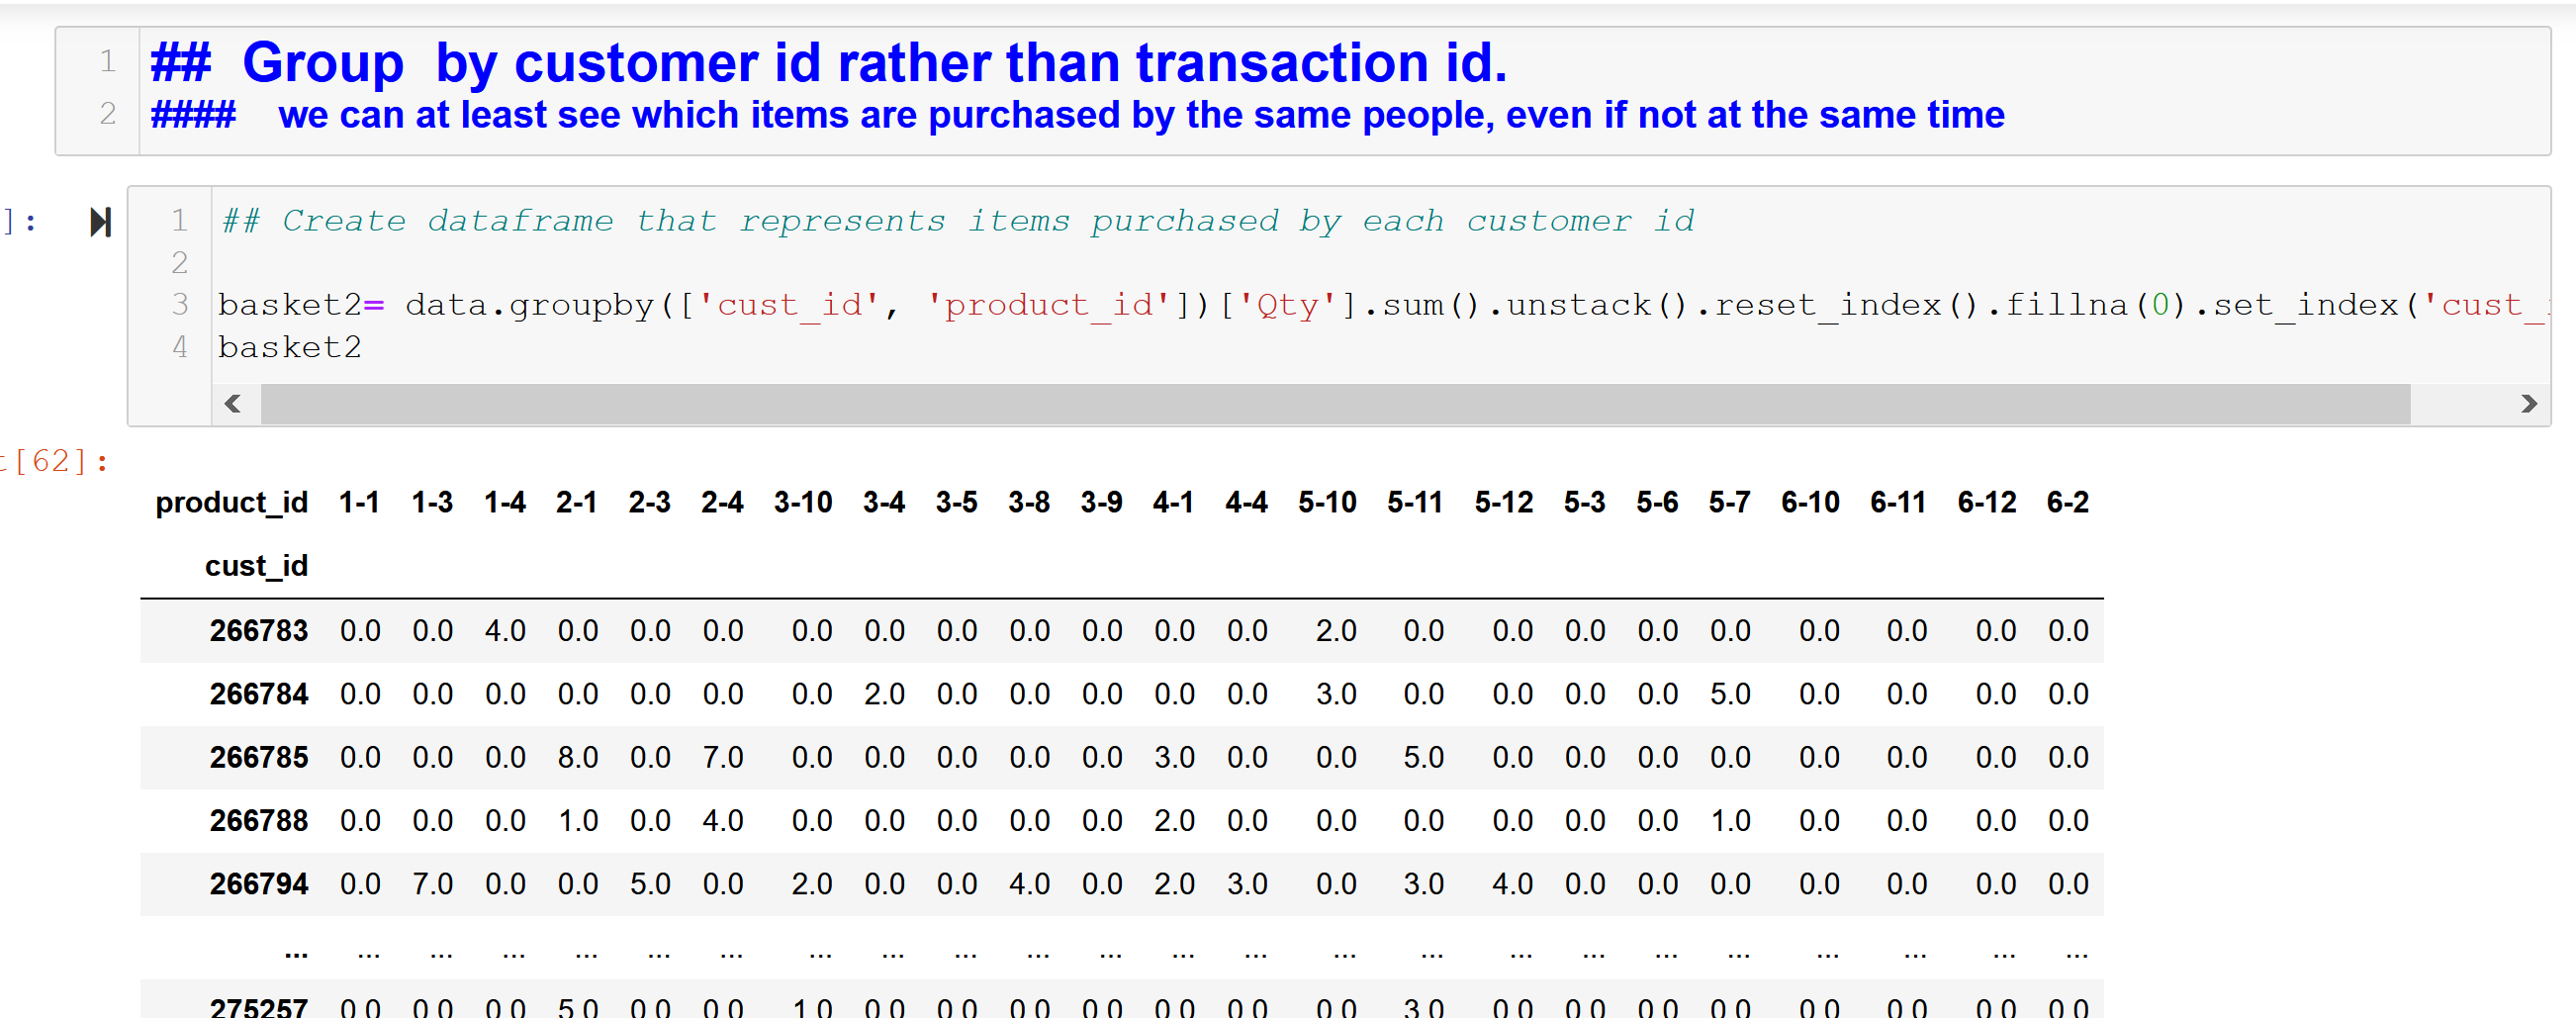 1 ## Group by customer id rather than transaction id.
2 #### we can at least see which items are purchased by the same people, even if not at the same time
]:
1 ## Create dataframe that represents items purchased by each customer id
2
3 basket2= data.groupby(['cust_id', 'product_id'])['Qty'].sum().unstack().reset_index().fillna(0).set_index('cust_
4 basket2
t[62]:
product_id 1-1 1-3 1-4 2-1 2-3 2-4 3-10 3-4 3-5 3-8 3-9 4-1 4-4 5-10 5-11 5-12 5-3 5-6 5-7 6-10 6-11 6-12 6-2
cust_id
266783 0.0 0.0 4.0 0.0 0.0 0.0 0.0 0.0 0.0 0.0 0.0 0.0 0.0 2.0 0.0 0.0 0.0 0.0 0.0 0.0 0.0 0.0 0.0
266784 0.0 0.0 0.0 0.0 0.0 0.0 0.0 2.0 0.0 0.0 0.0 0.0 0.0 3.0 0.0 0.0 0.0 0.0 5.0 0.0 0.0 0.0 0.0
266785 0.0 0.0 0.0 8.0 0.0 7.0 0.0 0.0 0.0 0.0 0.0 3.0 0.0 0.0 5.0 0.0 0.0 0.0 0.0 0.0 0.0 0.0 0.0
266788 0.0 0.0 0.0 1.0 0.0 4.0 0.0 0.0 0.0 0.0 0.0 2.0 0.0 0.0 0.0 0.0 0.0 0.0 1.0 0.0 0.0 0.0 0.0
266794 0.0 7.0 0.0 0.0 5.0 0.0 2.0 0.0 0.0 4.0 0.0 2.0 3.0 0.0 3.0 4.0 0.0 0.0 0.0 0.0 0.0 0.0 0.0
... ... ... ... ... ... ... ... ... ... ... ... ... ... ... ... ... ... ... ... ... ... ... ...
275257 0.0 0.0 0.0 5.0 0.0 0.0 1.0 0.0 0.0 0.0 0.0 0.0 0.0 0.0 3.0 0.0 0.0 0.0 0.0 0.0 0.0 0.0 0.0